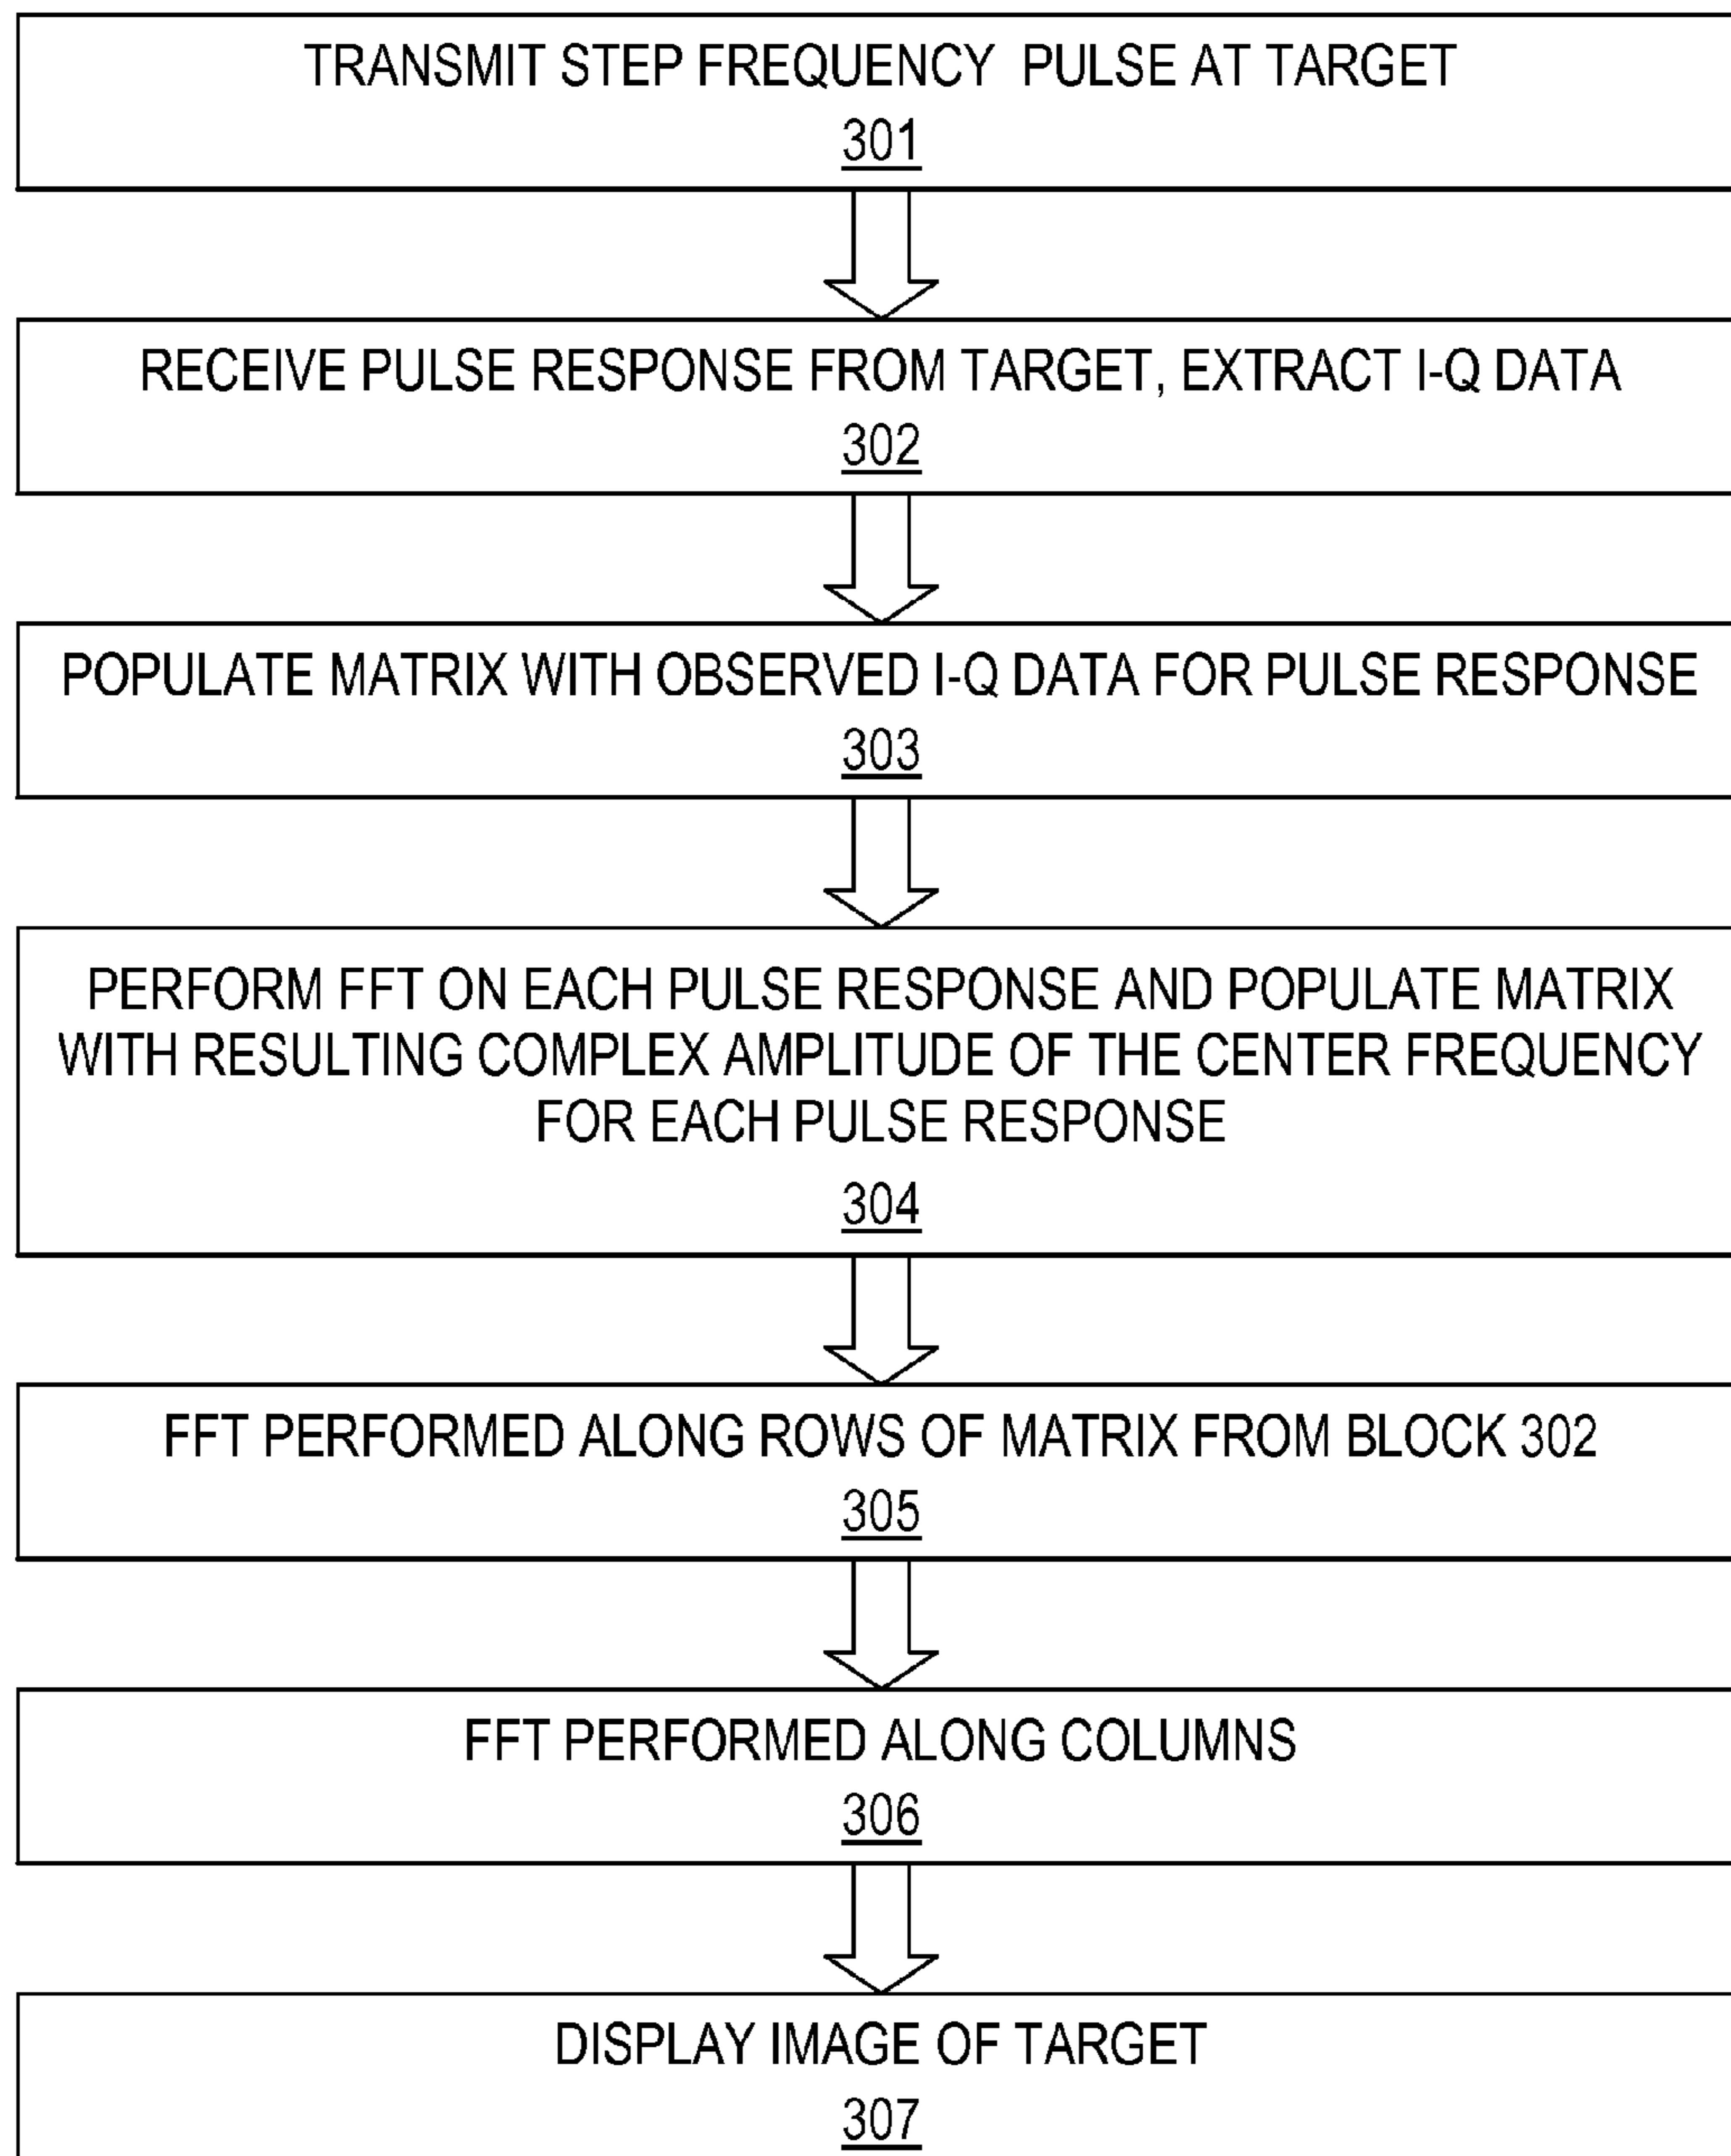 TRANSMIT STEP FREQUENCY PULSE AT TARGET
301
RECEIVE PULSE RESPONSE FROM TARGET, EXTRACT I-Q DATA
302
POPULATE MATRIX WITH OBSERVED I-Q DATA FOR PULSE RESPONSE
303
PERFORM FFT ON EACH PULSE RESPONSE AND POPULATE MATRIX
WITH RESULTING COMPLEX AMPLITUDE OF THE CENTER FREQUENCY
FOR EACH PULSE RESPONSE
304
FFT PERFORMED ALONG ROWS OF MATRIX FROM BLOCK 302
305
FFT PERFORMED ALONG COLUMNS
306
DISPLAY IMAGE OF TARGET
307